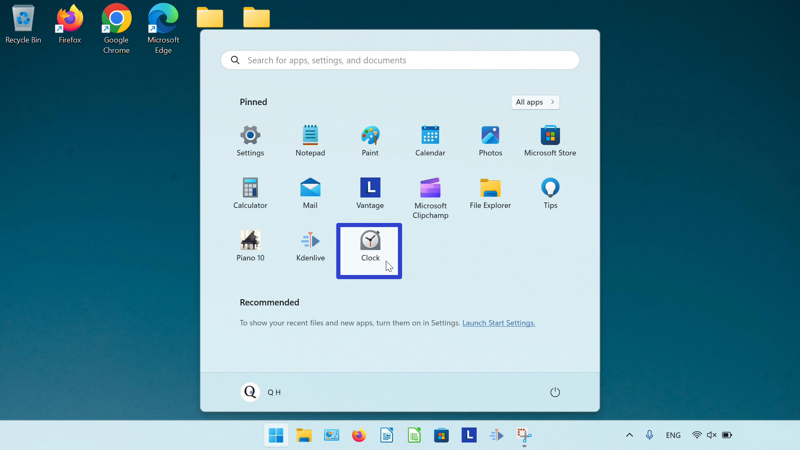 Recycle Bin
Firefox
Google
Chrome
Microsoft
Edge
Search for apps, settings, and documents
Pinned
All apps
Settings
Notepad
Paint
Calendar
Photos
Microsoft Store
Calculator
Mail
L
Vantage
Microsoft
Clipchamp
File Explorer
Tips
Piano 10
Kdenlive
Clock
Recommended
To show your recent files and new apps, turn them on in Settings. Launch Start Settings.
Q
Q H
L
ENG